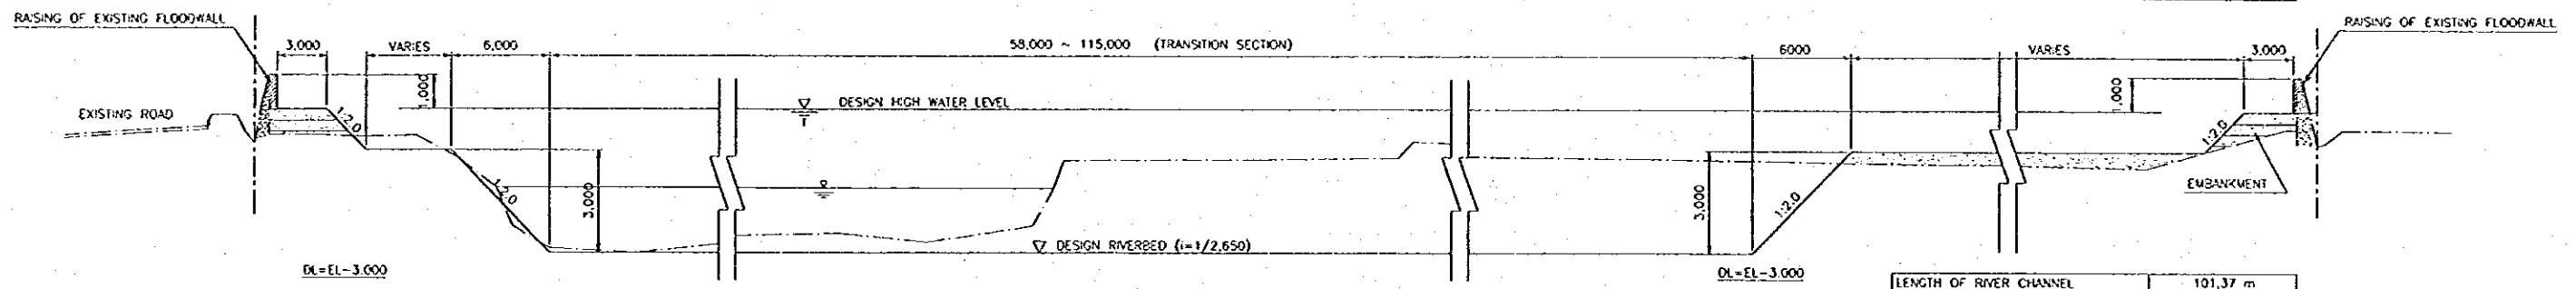 RAISING OF EXISTING FLOODWALL
RAISING OF EXISTING FLOODWALL
3,000
VARIES
6,000
58,000 ~ 115,000 (TRANSITION SECTION)
6000
VARIES
3,000
1,000
1,000
DESIGN HIGH WATER LEVEL
EXISTING ROAD
1:2.0
1:2.0
1:2.0
3,000
3,000
1:2.0
EMBANKMENT
DESIGN RIVERBED (i=1/2,650)
DL=EL-3.000
DL=EL-3.000
LENGTH OF RIVER CHANNEL 101,37 m